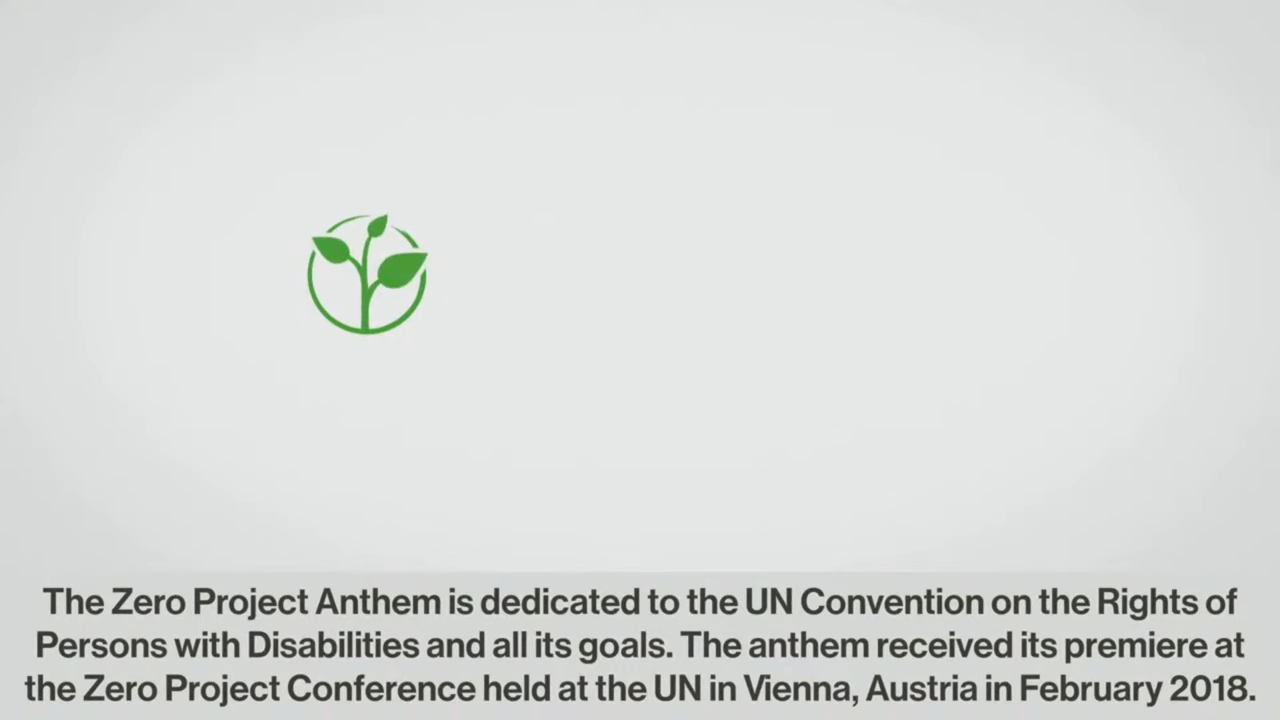 The Zero Project Anthem is dedicated to the UN Convention on the Rights of
Persons with Disabilities and all its goals. The anthem received its premiere at
the Zero Project Conference held at the UN in Vienna, Austria in February 2018.